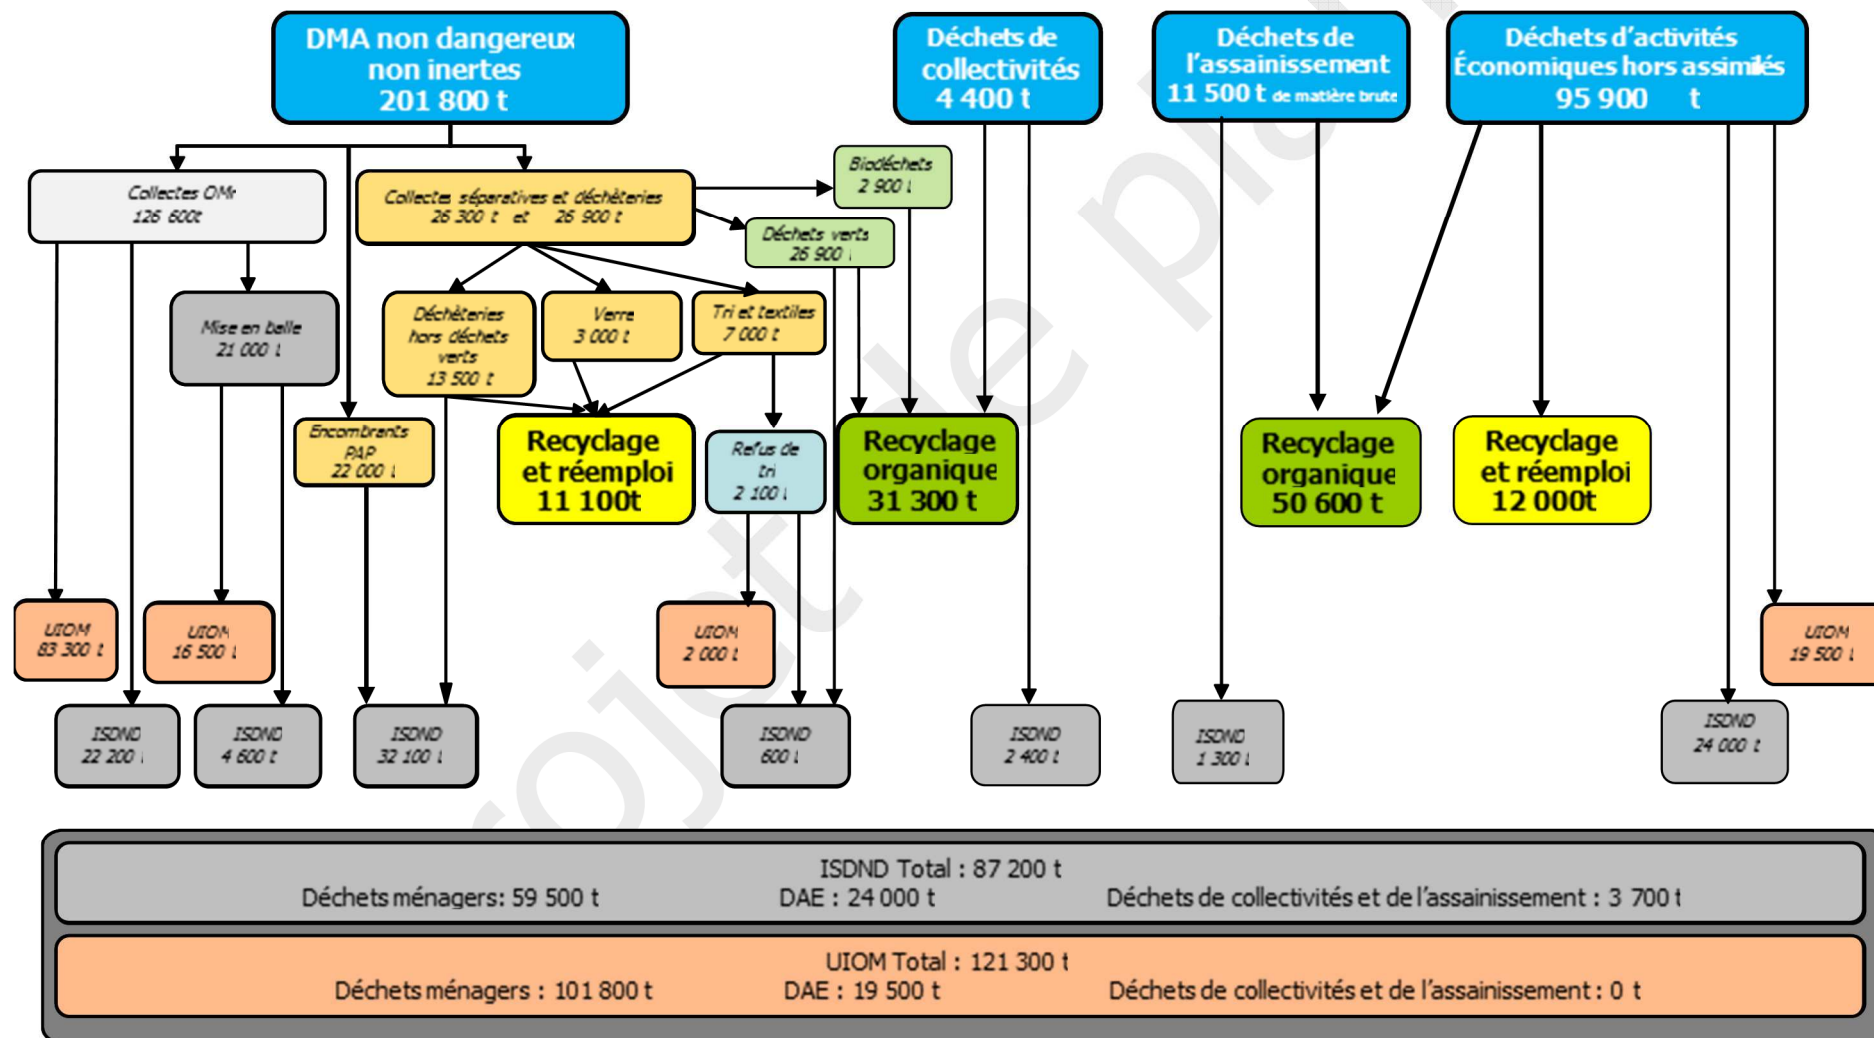 DMA non dangereux
non inertes
201 800 t
Déchets de
collectivités
4 400 t
Déchets de
l'assainissement
11 500 t de matière brute
Déchets d'activités
Économiques hors assimilés
95 900 t
Collectes OMr
126 600t
Collectes séparatives et déchèteries
26 300 t et 26 900 t
Biodéchets
2 900 t
Déchets verts
26 900 t
Mise en balle
21 000 t
Déchèteries
hors déchets
verts
13 500 t
Verre
3 000 t
Tri et textiles
7 000 t
Encombrants
PAP
22 000 t
Recyclage
et réemploi
11 100t
Refus de
tri
2 100 t
Recyclage
organique
31 300 t
Recyclage
organique
50 600 t
Recyclage
et réemploi
12 000t
UIOM
83 300 t
UIOM
16 500 t
UIOM
2 000 t
UIOM
19 500 t
ISDND
22 200 t
ISDND
4 600 t
ISDND
32 100 t
ISDND
600 t
ISDND
2 400 t
ISDND
1 300 t
ISDND
24 000 t
ISDND Total : 87 200 t
Déchets ménagers: 59 500 t DAE : 24 000 t Déchets de collectivités et de l'assainissement : 3 700 t
UIOM Total : 121 300 t
Déchets ménagers : 101 800 t DAE : 19 500 t Déchets de collectivités et de l'assainissement : 0 t
rojet de plan